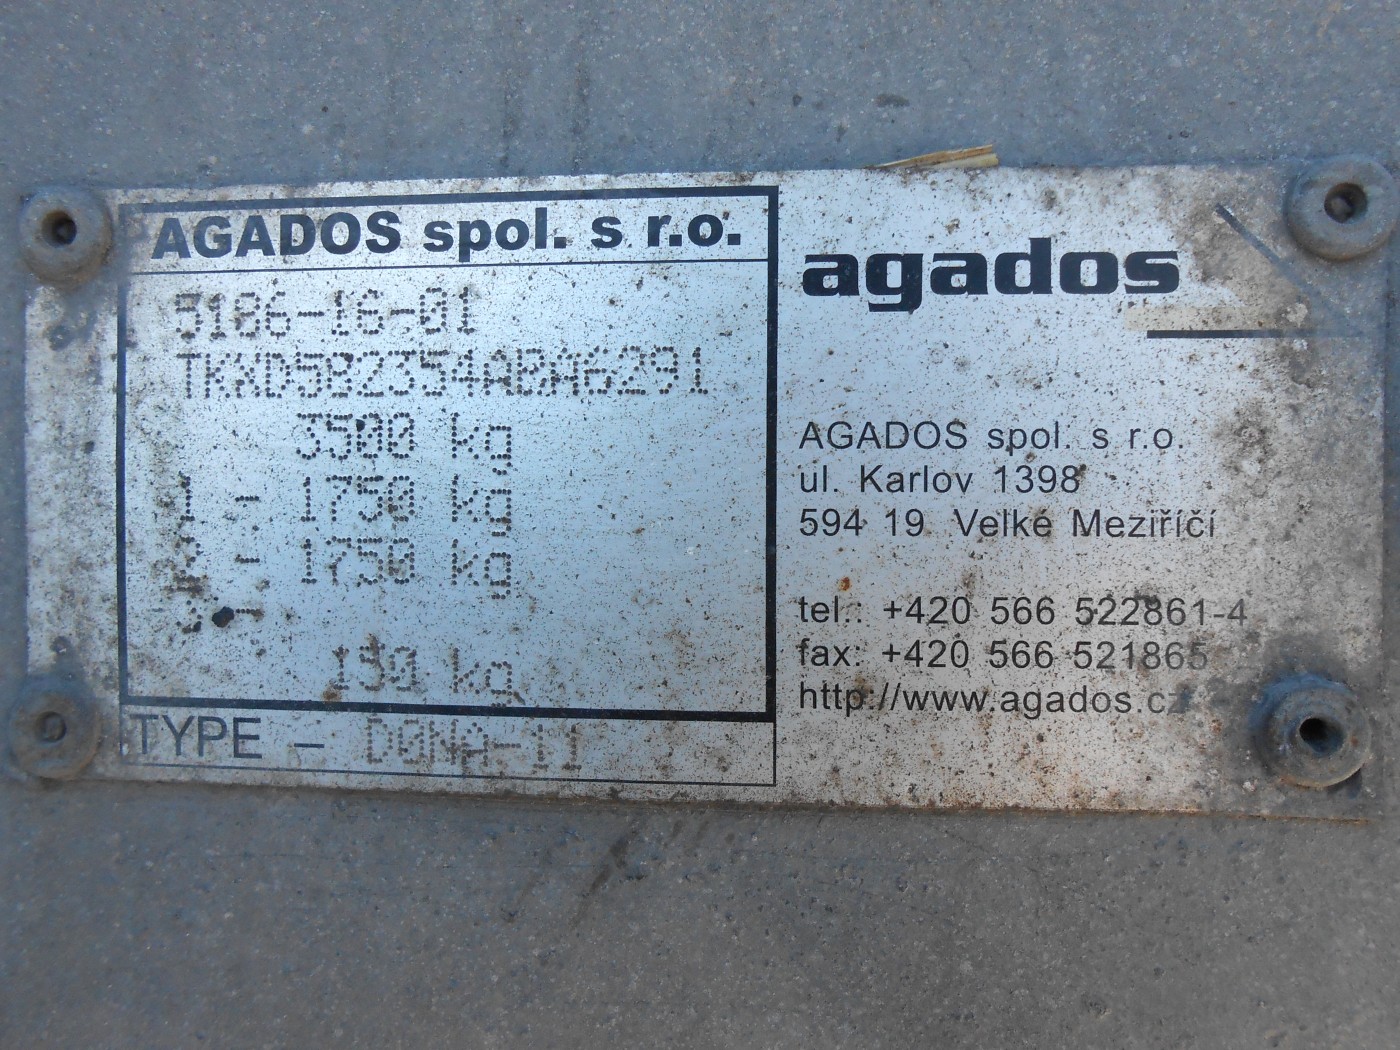 AGADOS spol. s r.o.
5106-16-01
TKXD5B2354ABA6291
3500 kg
1 - 1750 kg
2 - 1750 kg
3 -
150 kg
TYPE - DONA-11
agados
AGADOS spol. s r.o.
ul. Karlov 1398
594 19 Velké Meziříčí
tel.: +420 566 522861-4
fax: +420 566 521865
http://www.agados.cz